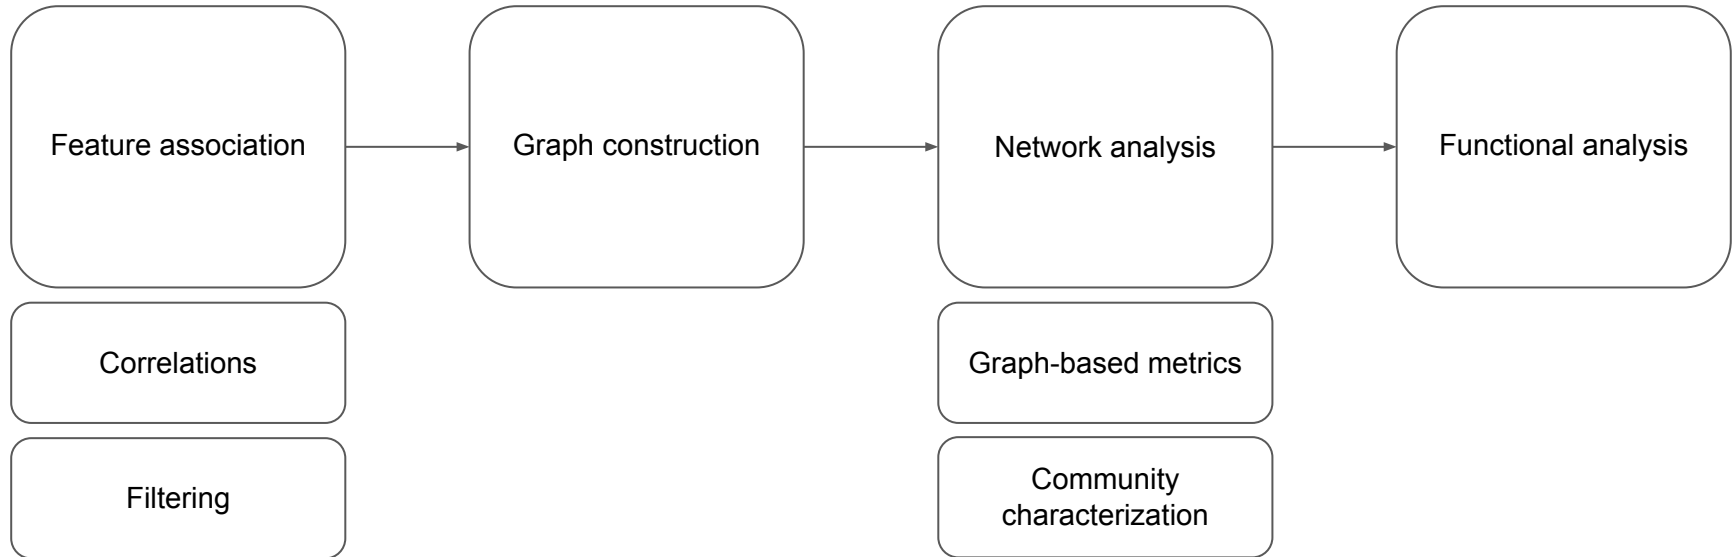 Feature association
Graph construction
Network analysis
Functional analysis
Correlations
Graph-based metrics
Filtering
Community
characterization